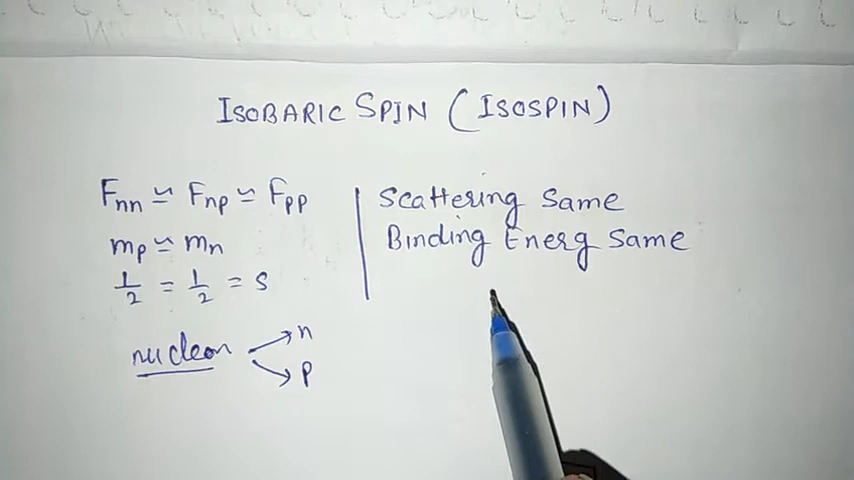 ISOBARIC SPIN (ISOSPIN)
Fnn ≃ Fnp ≃ Fpp
mp ≃ mn
1/2 = 1/2 = s
nucleon
n
p
Scattering Same
Binding Energ Same